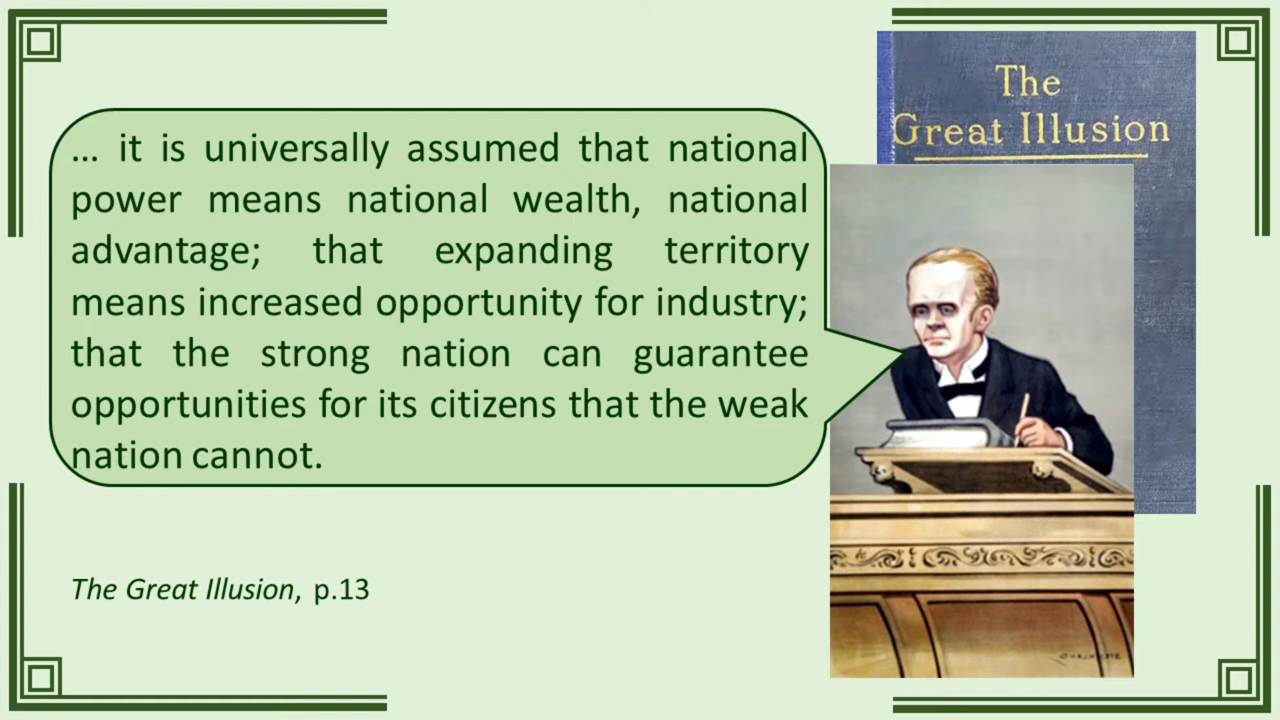 The
Great Illusion
… it is universally assumed that national
power means national wealth, national
advantage; that expanding territory
means increased opportunity for industry;
that the strong nation can guarantee
opportunities for its citizens that the weak
nation cannot.
The Great Illusion, p.13